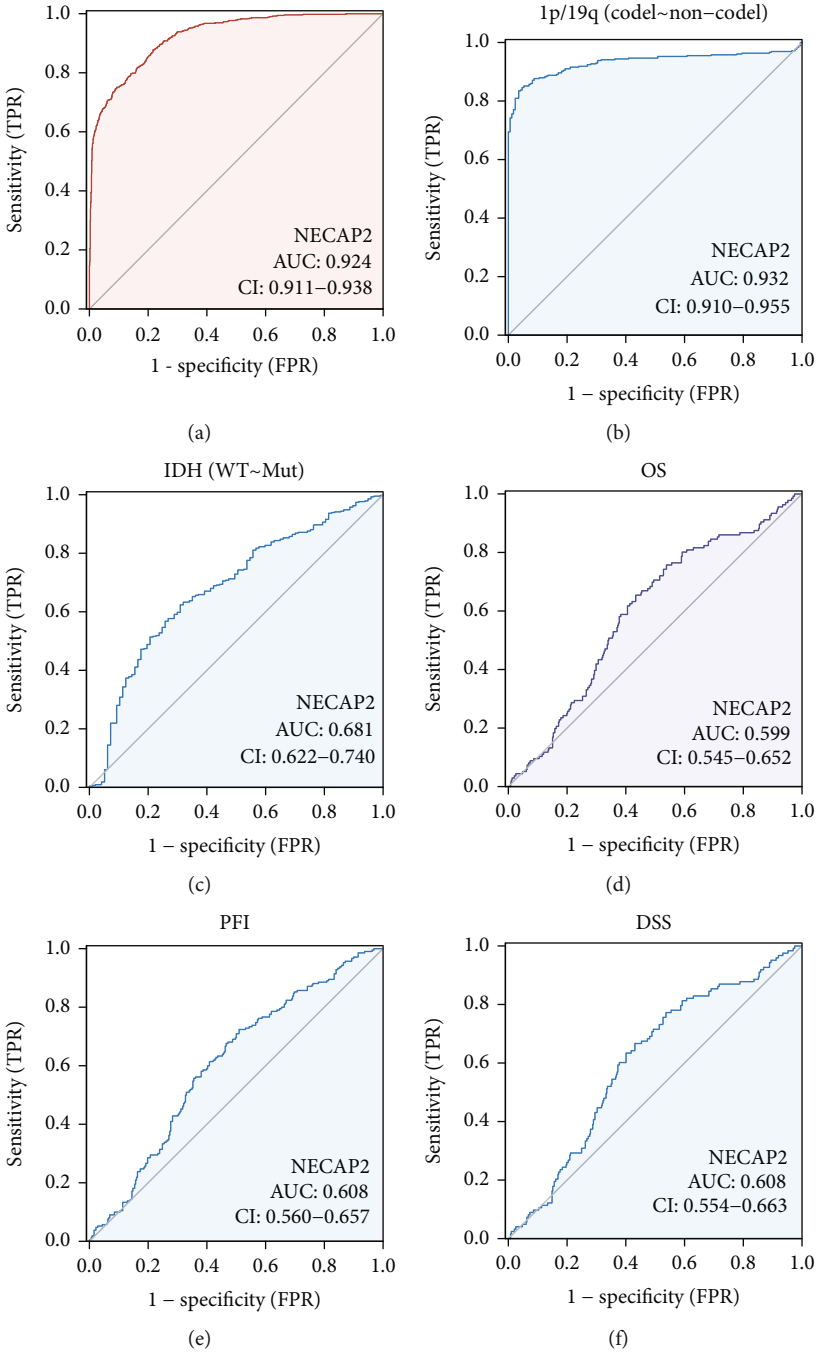 1.0
0.8
0.6
0.4
0.2
0.0
Sensitivity (TPR)
NECAP2
AUC: 0.924
CI: 0.911−0.938
0.0 0.2 0.4 0.6 0.8 1.0
1 - specificity (FPR)
(a)
1p/19q (codel~non−codel)
1.0
0.8
0.6
0.4
0.2
0.0
Sensitivity (TPR)
NECAP2
AUC: 0.932
CI: 0.910−0.955
0.0 0.2 0.4 0.6 0.8 1.0
1 − specificity (FPR)
(b)
IDH (WT~Mut)
1.0
0.8
0.6
0.4
0.2
0.0
Sensitivity (TPR)
NECAP2
AUC: 0.681
CI: 0.622−0.740
0.0 0.2 0.4 0.6 0.8 1.0
1 − specificity (FPR)
(c)
OS
1.0
0.8
0.6
0.4
0.2
0.0
Sensitivity (TPR)
NECAP2
AUC: 0.599
CI: 0.545−0.652
0.0 0.2 0.4 0.6 0.8 1.0
1 − specificity (FPR)
(d)
PFI
1.0
0.8
0.6
0.4
0.2
0.0
Sensitivity (TPR)
NECAP2
AUC: 0.608
CI: 0.560−0.657
0.0 0.2 0.4 0.6 0.8 1.0
1 − specificity (FPR)
(e)
DSS
1.0
0.8
0.6
0.4
0.2
0.0
Sensitivity (TPR)
NECAP2
AUC: 0.608
CI: 0.554−0.663
0.0 0.2 0.4 0.6 0.8 1.0
1 − specificity (FPR)
(f)